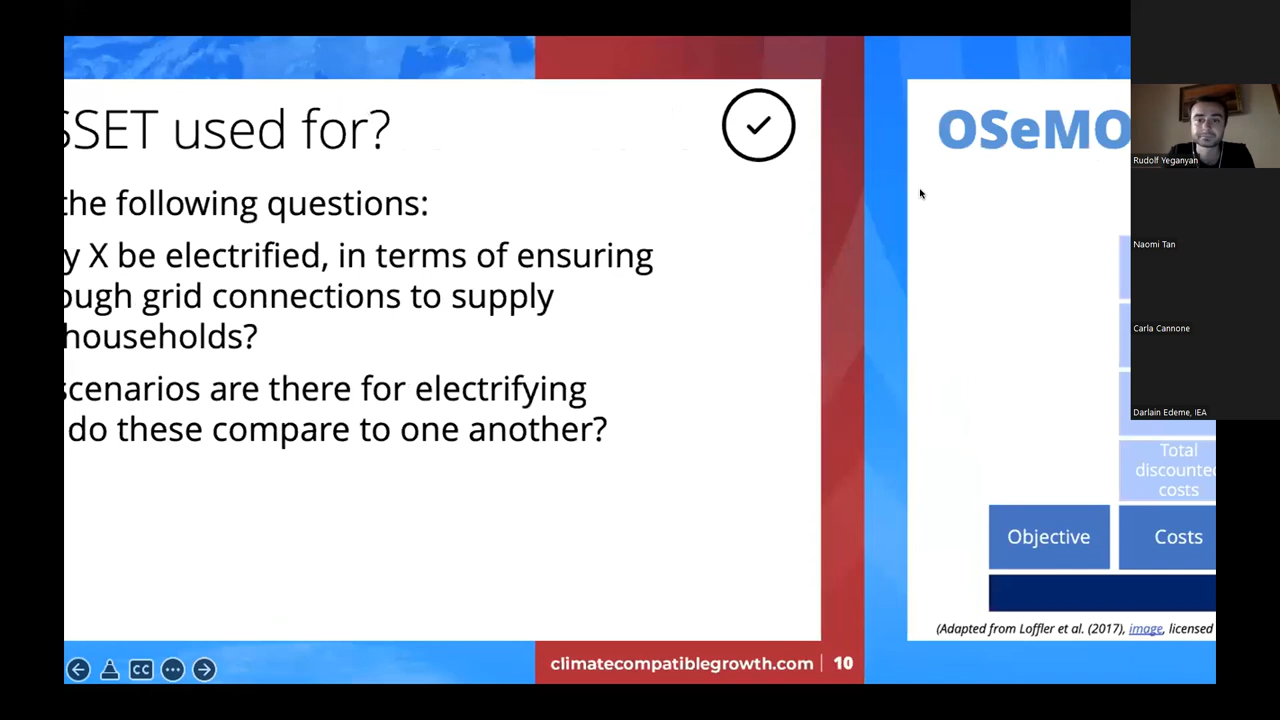 SSET used for?
the following questions:
y X be electrified, in terms of ensuring
ough grid connections to supply
households?
scenarios are there for electrifying
do these compare to one another?
CC
climatecompatiblegrowth.com | 10
OSeMO
Total
discounted
costs
Objective
Costs
(Adapted from Loffler et al. (2017), image, licensed
Rudolf Yeganyan
Naomi Tan
Carla Cannone
Darlain Edeme, IEA